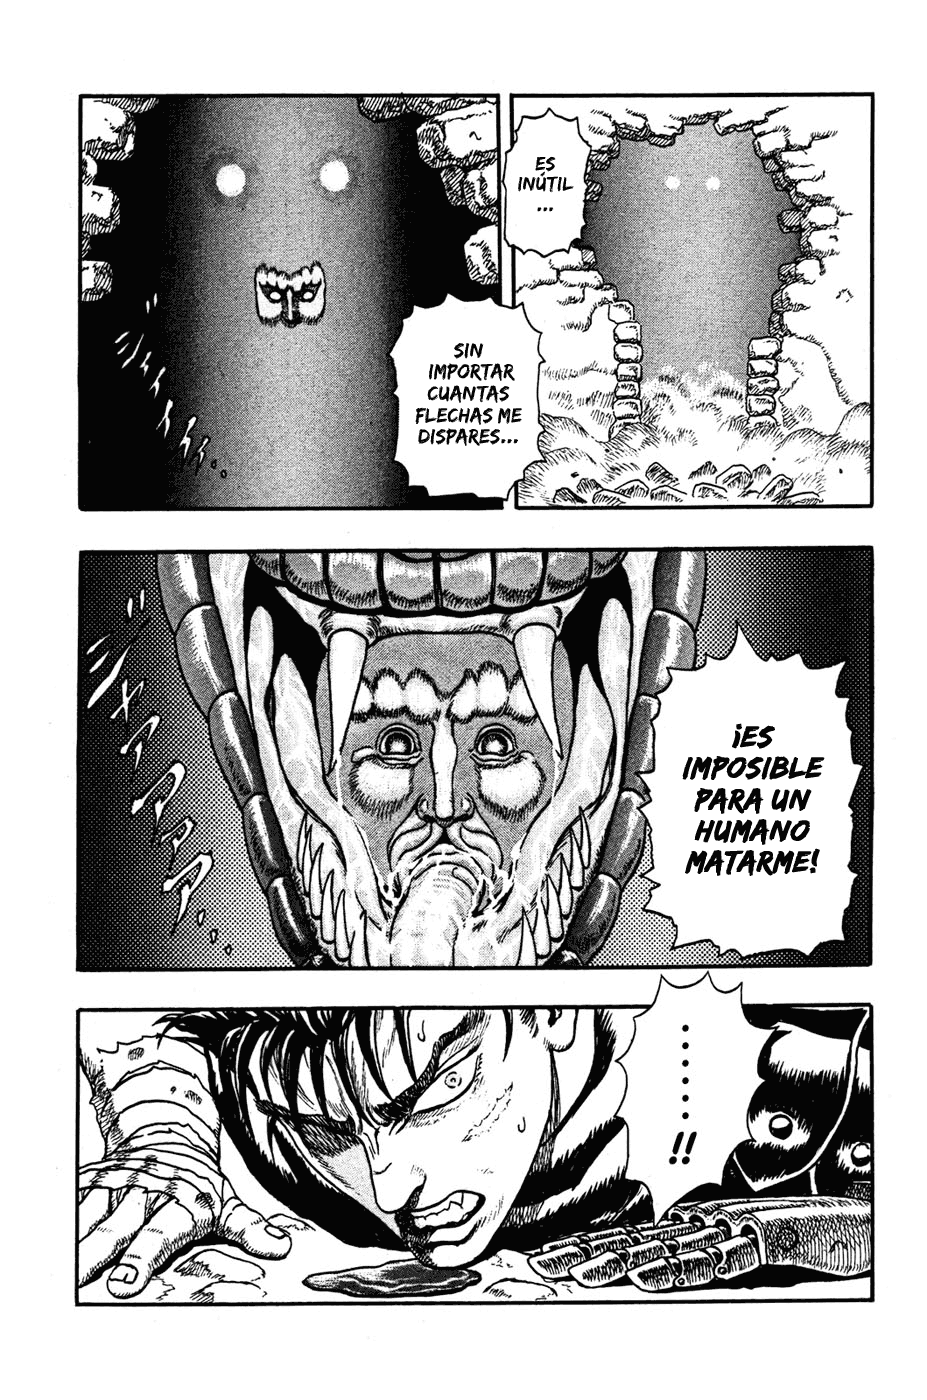 ES
INÚTIL
...
SIN
IMPORTAR
CUANTAS
FLECHAS ME
DISPARES...
¡ES
IMPOSIBLE
PARA UN
HUMANO
MATARME!
......
!!